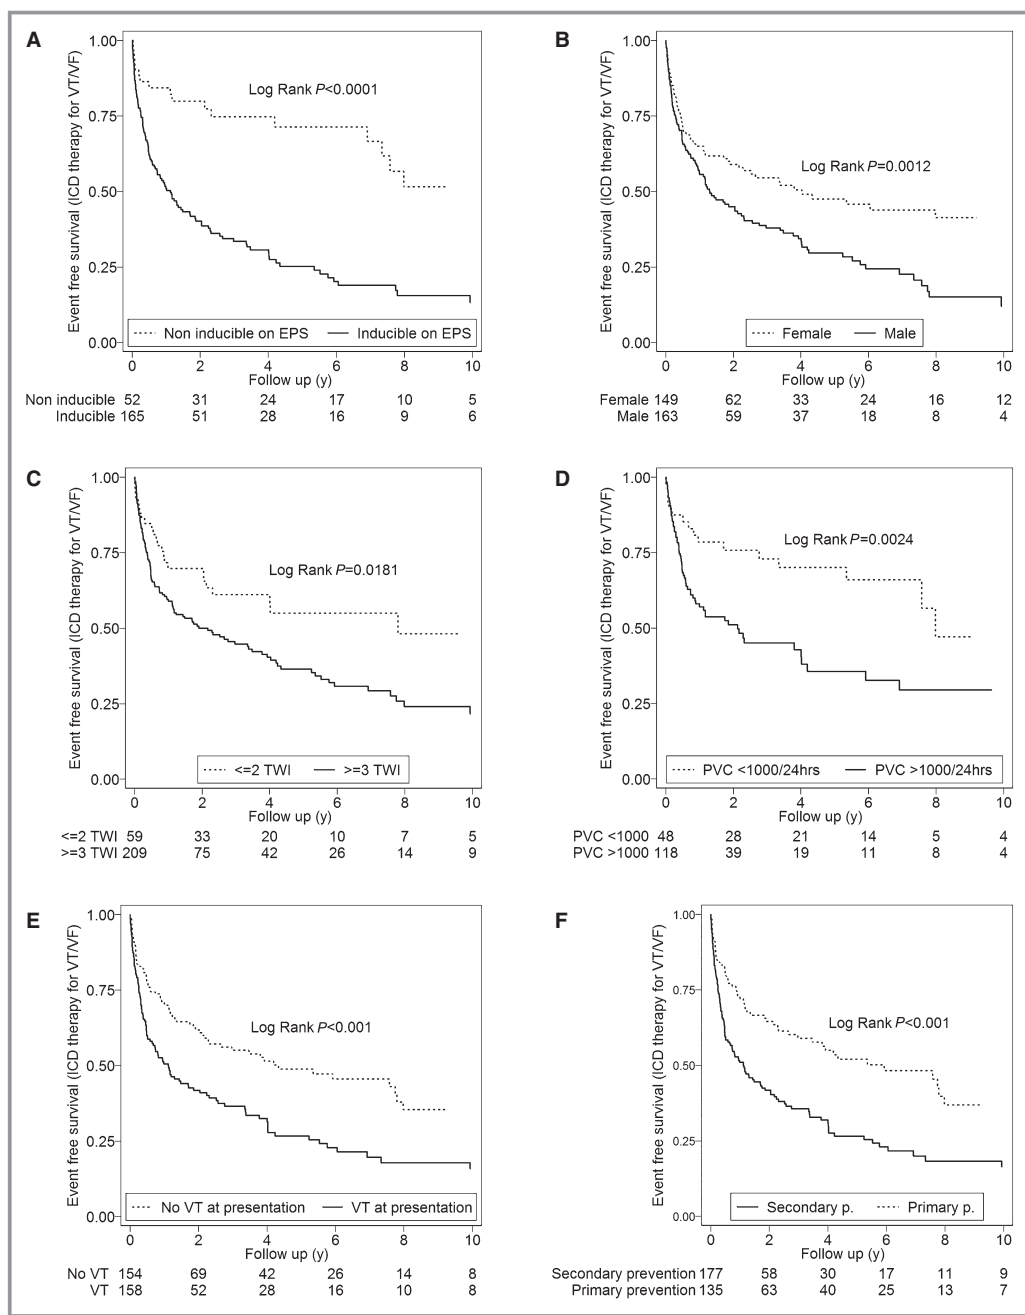 A
Event free survival (ICD therapy for VT/VF)
1.00
0.75
0.50
0.25
0.00
Log Rank P<0.0001
Non inducible on EPS Inducible on EPS
0 2 4 6 8 10
Follow up (y)
Non inducible 52 31 24 17 10 5
Inducible 165 51 28 16 9 6
B
Event free survival (ICD therapy for VT/VF)
1.00
0.75
0.50
0.25
0.00
Log Rank P=0.0012
Female Male
0 2 4 6 8 10
Follow up (y)
Female 149 62 33 24 16 12
Male 163 59 37 18 8 4
C
Event free survival (ICD therapy for VT/VF)
1.00
0.75
0.50
0.25
0.00
Log Rank P=0.0181
<=2 TWI >=3 TWI
0 2 4 6 8 10
Follow up (y)
<=2 TWI 59 33 20 10 7 5
>=3 TWI 209 75 42 26 14 9
D
Event free survival (ICD therapy for VT/VF)
1.00
0.75
0.50
0.25
0.00
Log Rank P=0.0024
PVC <1000/24hrs PVC >1000/24hrs
0 2 4 6 8 10
Follow up (y)
PVC <1000 48 28 21 14 5 4
PVC >1000 118 39 19 11 8 4
E
Event free survival (ICD therapy for VT/VF)
1.00
0.75
0.50
0.25
0.00
Log Rank P<0.001
No VT at presentation VT at presentation
0 2 4 6 8 10
Follow up (y)
No VT 154 69 42 26 14 8
VT 158 52 28 16 10 8
F
Event free survival (ICD therapy for VT/VF)
1.00
0.75
0.50
0.25
0.00
Log Rank P<0.001
Secondary p. Primary p.
0 2 4 6 8 10
Follow up (y)
Secondary prevention 177 58 30 17 11 9
Primary prevention 135 63 40 25 13 7